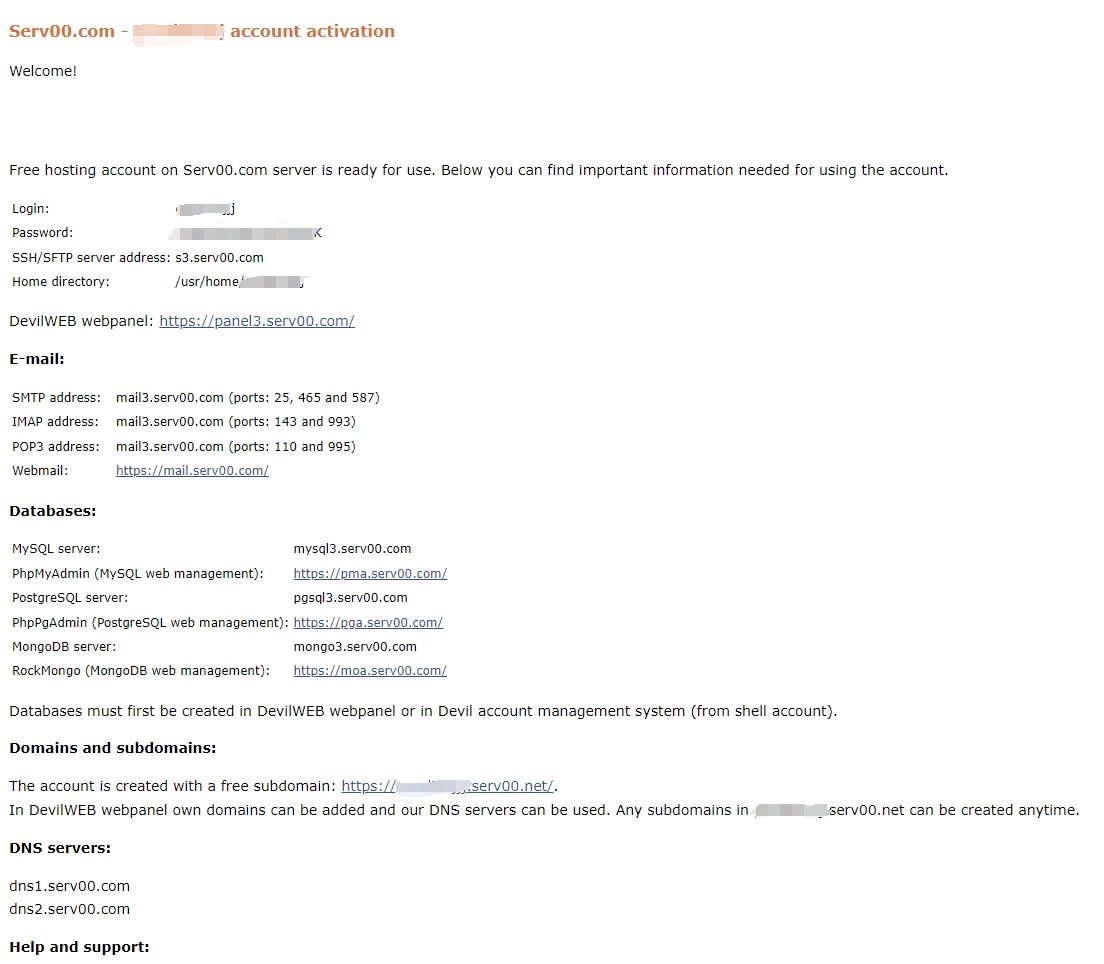 Serv00.com - account activation
Welcome!
Free hosting account on Serv00.com server is ready for use. Below you can find important information needed for using the account.
Login:
Password: K
SSH/SFTP server address: s3.serv00.com
Home directory: /usr/home/
DevilWEB webpanel: https://panel3.serv00.com/
E-mail:
SMTP address: mail3.serv00.com (ports: 25, 465 and 587)
IMAP address: mail3.serv00.com (ports: 143 and 993)
POP3 address: mail3.serv00.com (ports: 110 and 995)
Webmail: https://mail.serv00.com/
Databases:
MySQL server: mysql3.serv00.com
PhpMyAdmin (MySQL web management): https://pma.serv00.com/
PostgreSQL server: pgsql3.serv00.com
PhpPgAdmin (PostgreSQL web management): https://pga.serv00.com/
MongoDB server: mongo3.serv00.com
RockMongo (MongoDB web management): https://moa.serv00.com/
Databases must first be created in DevilWEB webpanel or in Devil account management system (from shell account).
Domains and subdomains:
The account is created with a free subdomain: https:// .serv00.net/.
In DevilWEB webpanel own domains can be added and our DNS servers can be used. Any subdomains in serv00.net can be created anytime.
DNS servers:
dns1.serv00.com
dns2.serv00.com
Help and support: